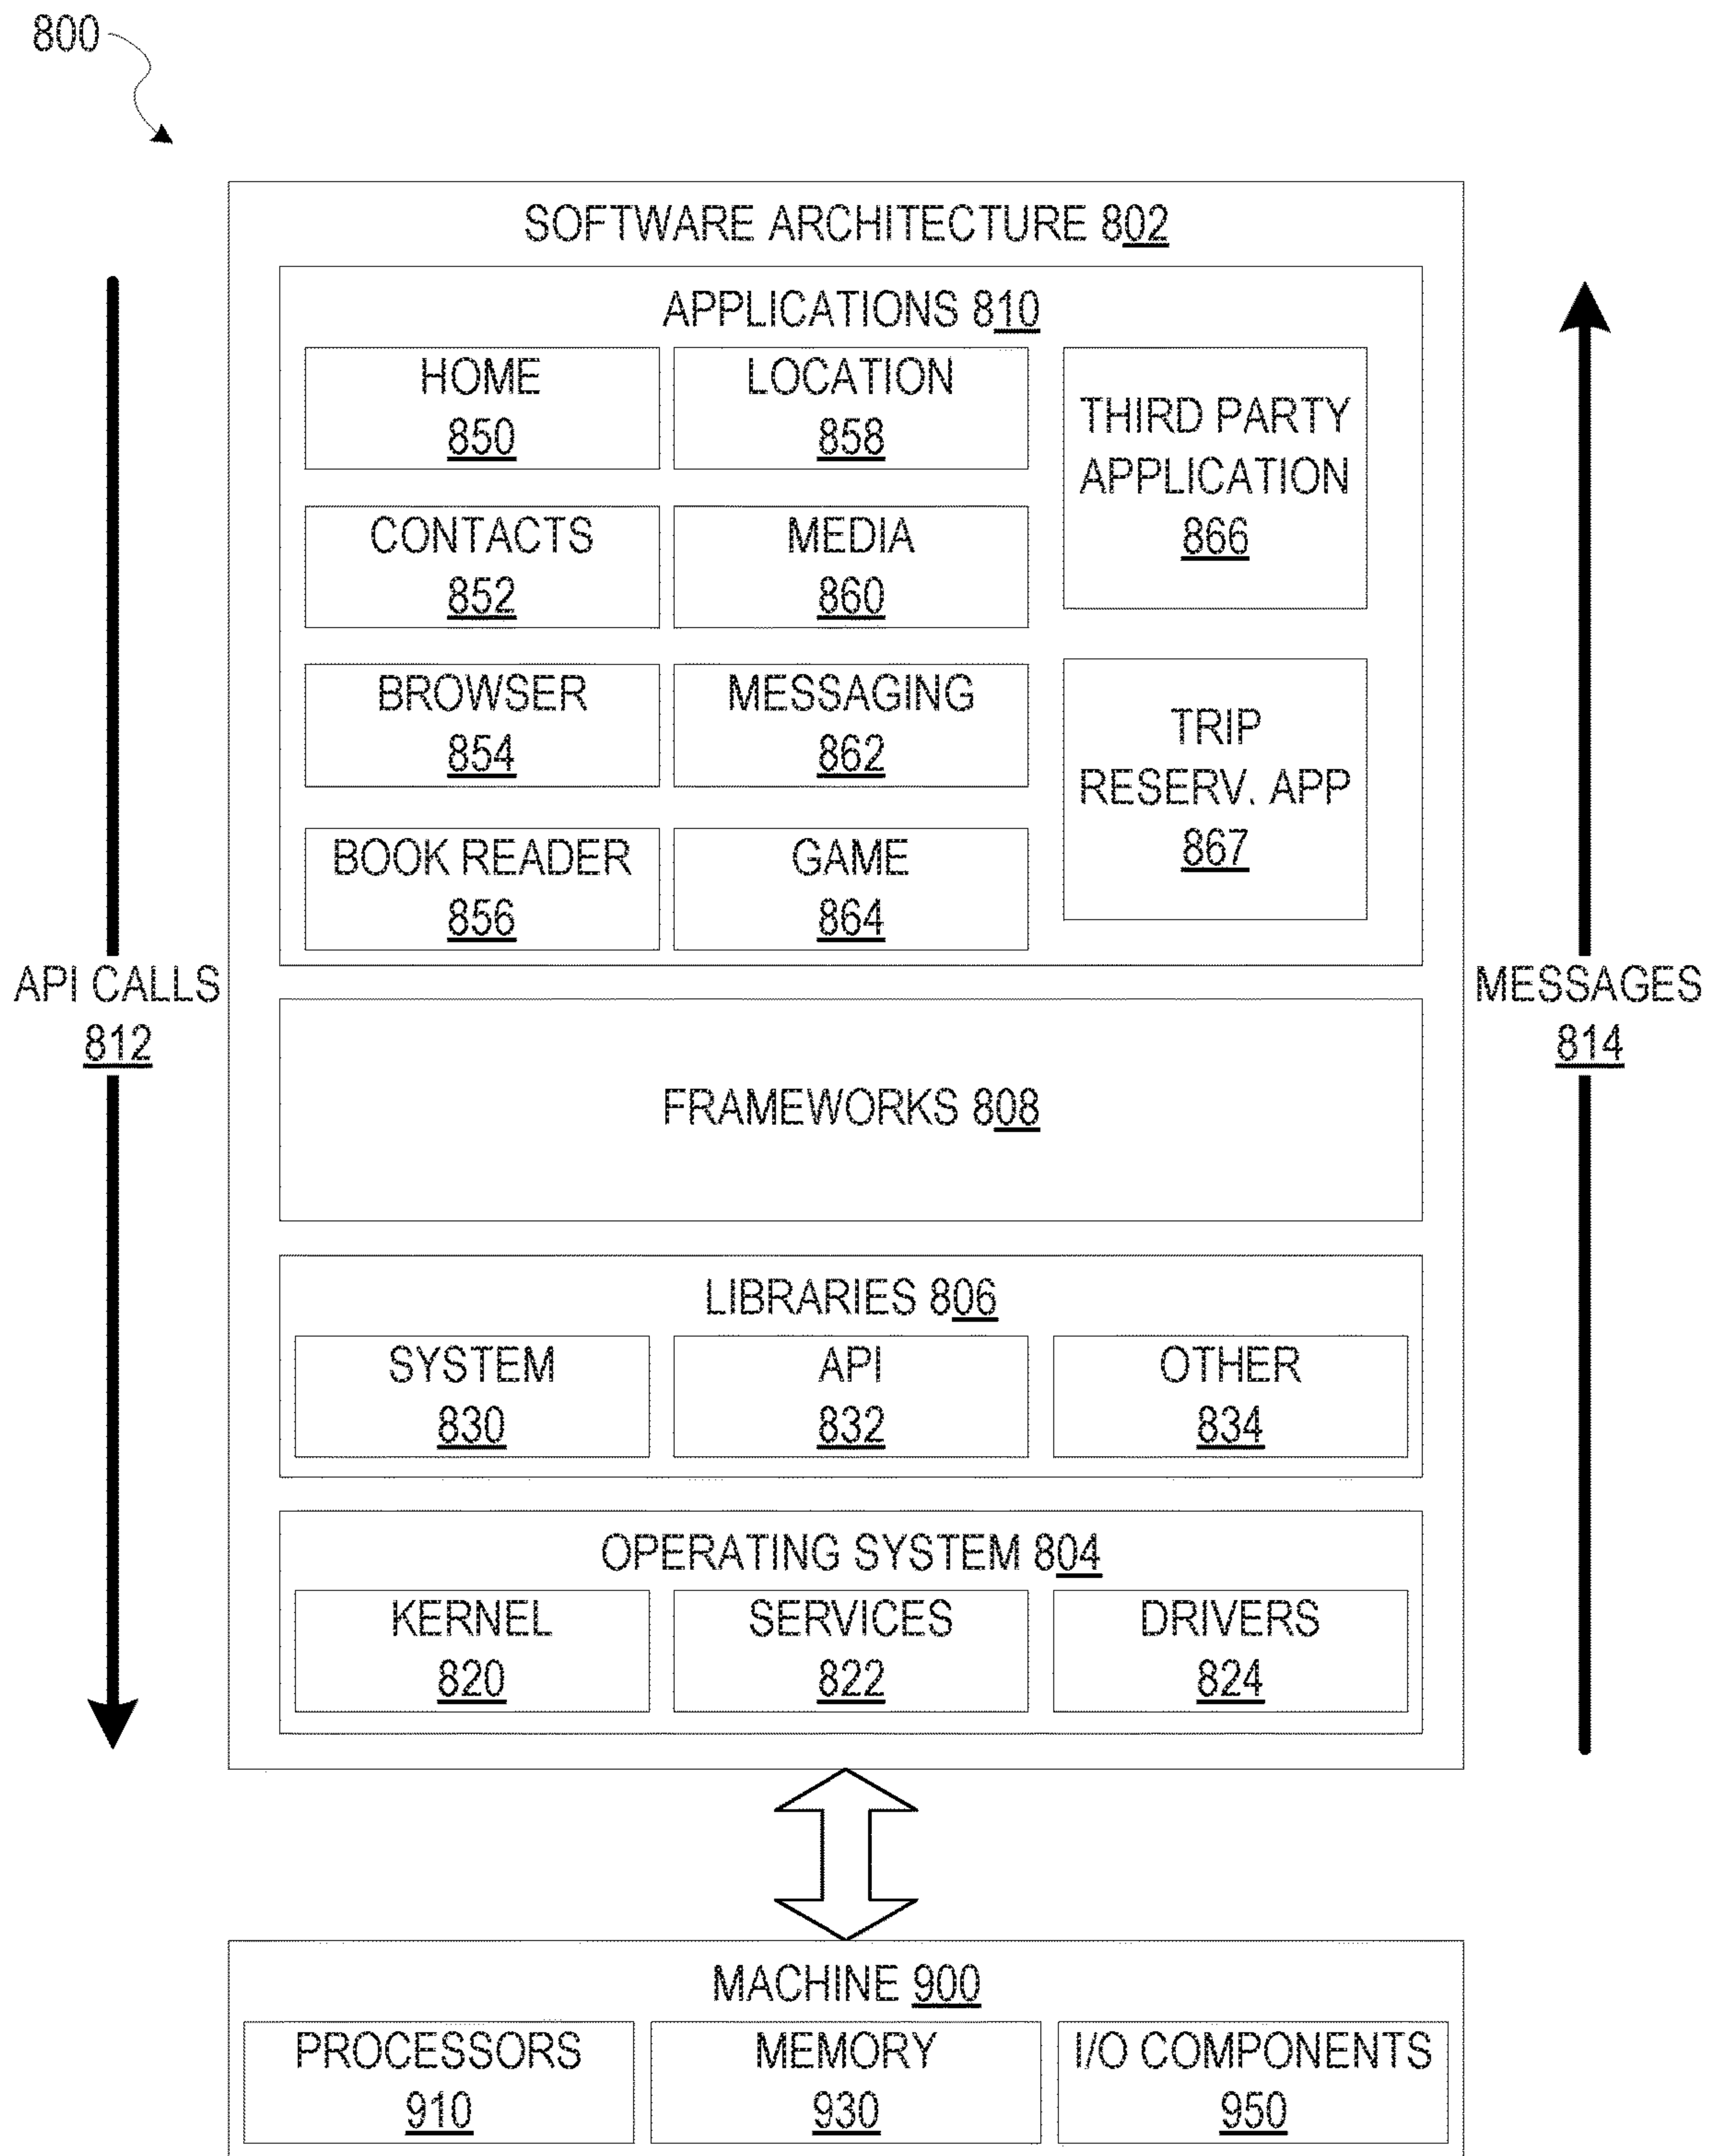 800
SOFTWARE ARCHITECTURE 802
APPLICATIONS 810
HOME
850
LOCATION
858
THIRD PARTY
APPLICATION
866
CONTACTS
852
MEDIA
860
BROWSER
854
MESSAGING
862
TRIP
RESERV. APP
867
BOOK READER
856
GAME
864
API CALLS
812
MESSAGES
814
FRAMEWORKS 808
LIBRARIES 806
SYSTEM
830
API
832
OTHER
834
OPERATING SYSTEM 804
KERNEL
820
SERVICES
822
DRIVERS
824
MACHINE 900
PROCESSORS
910
MEMORY
930
I/O COMPONENTS
950